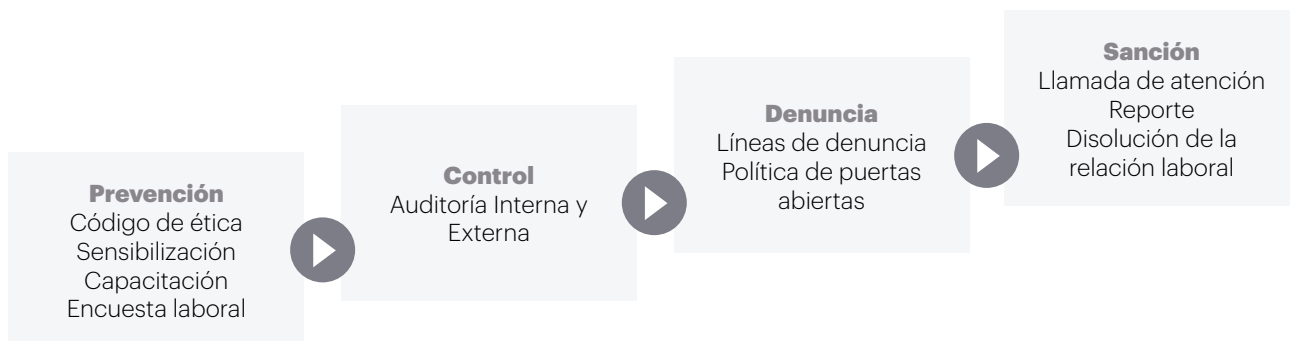 Prevención
Código de ética
Sensibilización
Capacitación
Encuesta laboral
Control
Auditoría Interna y
Externa
Denuncia
Líneas de denuncia
Política de puertas
abiertas
Sanción
Llamada de atención
Reporte
Disolución de la
relación laboral